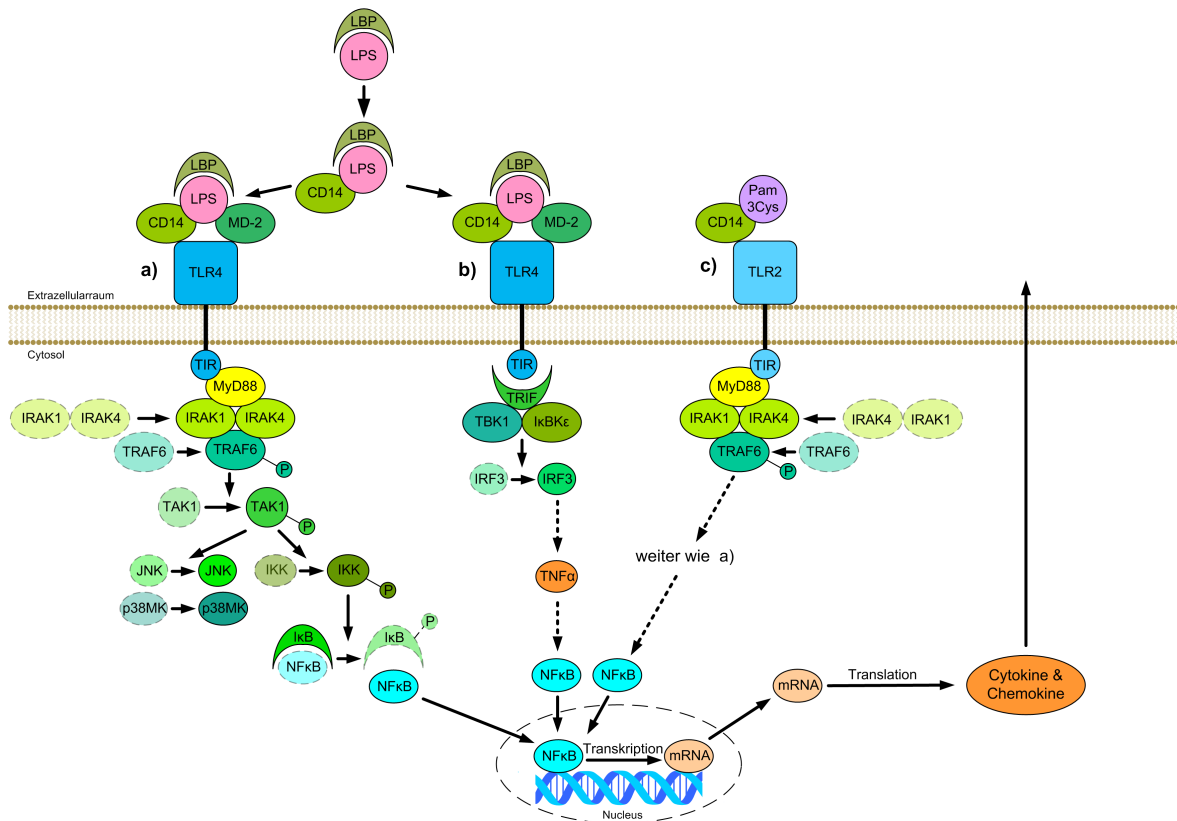 LBP
LPS
LBP
LPS
CD14
LBP
LPS
CD14
MD-2
LBP
LPS
CD14
MD-2
Pam
3Cys
CD14
a)
TLR4
b)
TLR4
c)
TLR2
Extrazellularraum
Cytosol
TIR
MyD88
IRAK1
IRAK4
IRAK1
IRAK4
TRAF6
TRAF6
P
TAK1
TAK1
P
JNK
JNK
IKK
IKK
P
p38MK
p38MK
IκB
NFκB
IκB
P
NFκB
TIR
TRIF
TBK1
IκBKε
IRF3
IRF3
TNFα
NFκB
TIR
MyD88
IRAK1
IRAK4
IRAK4
IRAK1
TRAF6
P
TRAF6
weiter wie a)
NFκB
NFκB
Transkription
mRNA
Nucleus
mRNA
Translation
Cytokine &
Chemokine